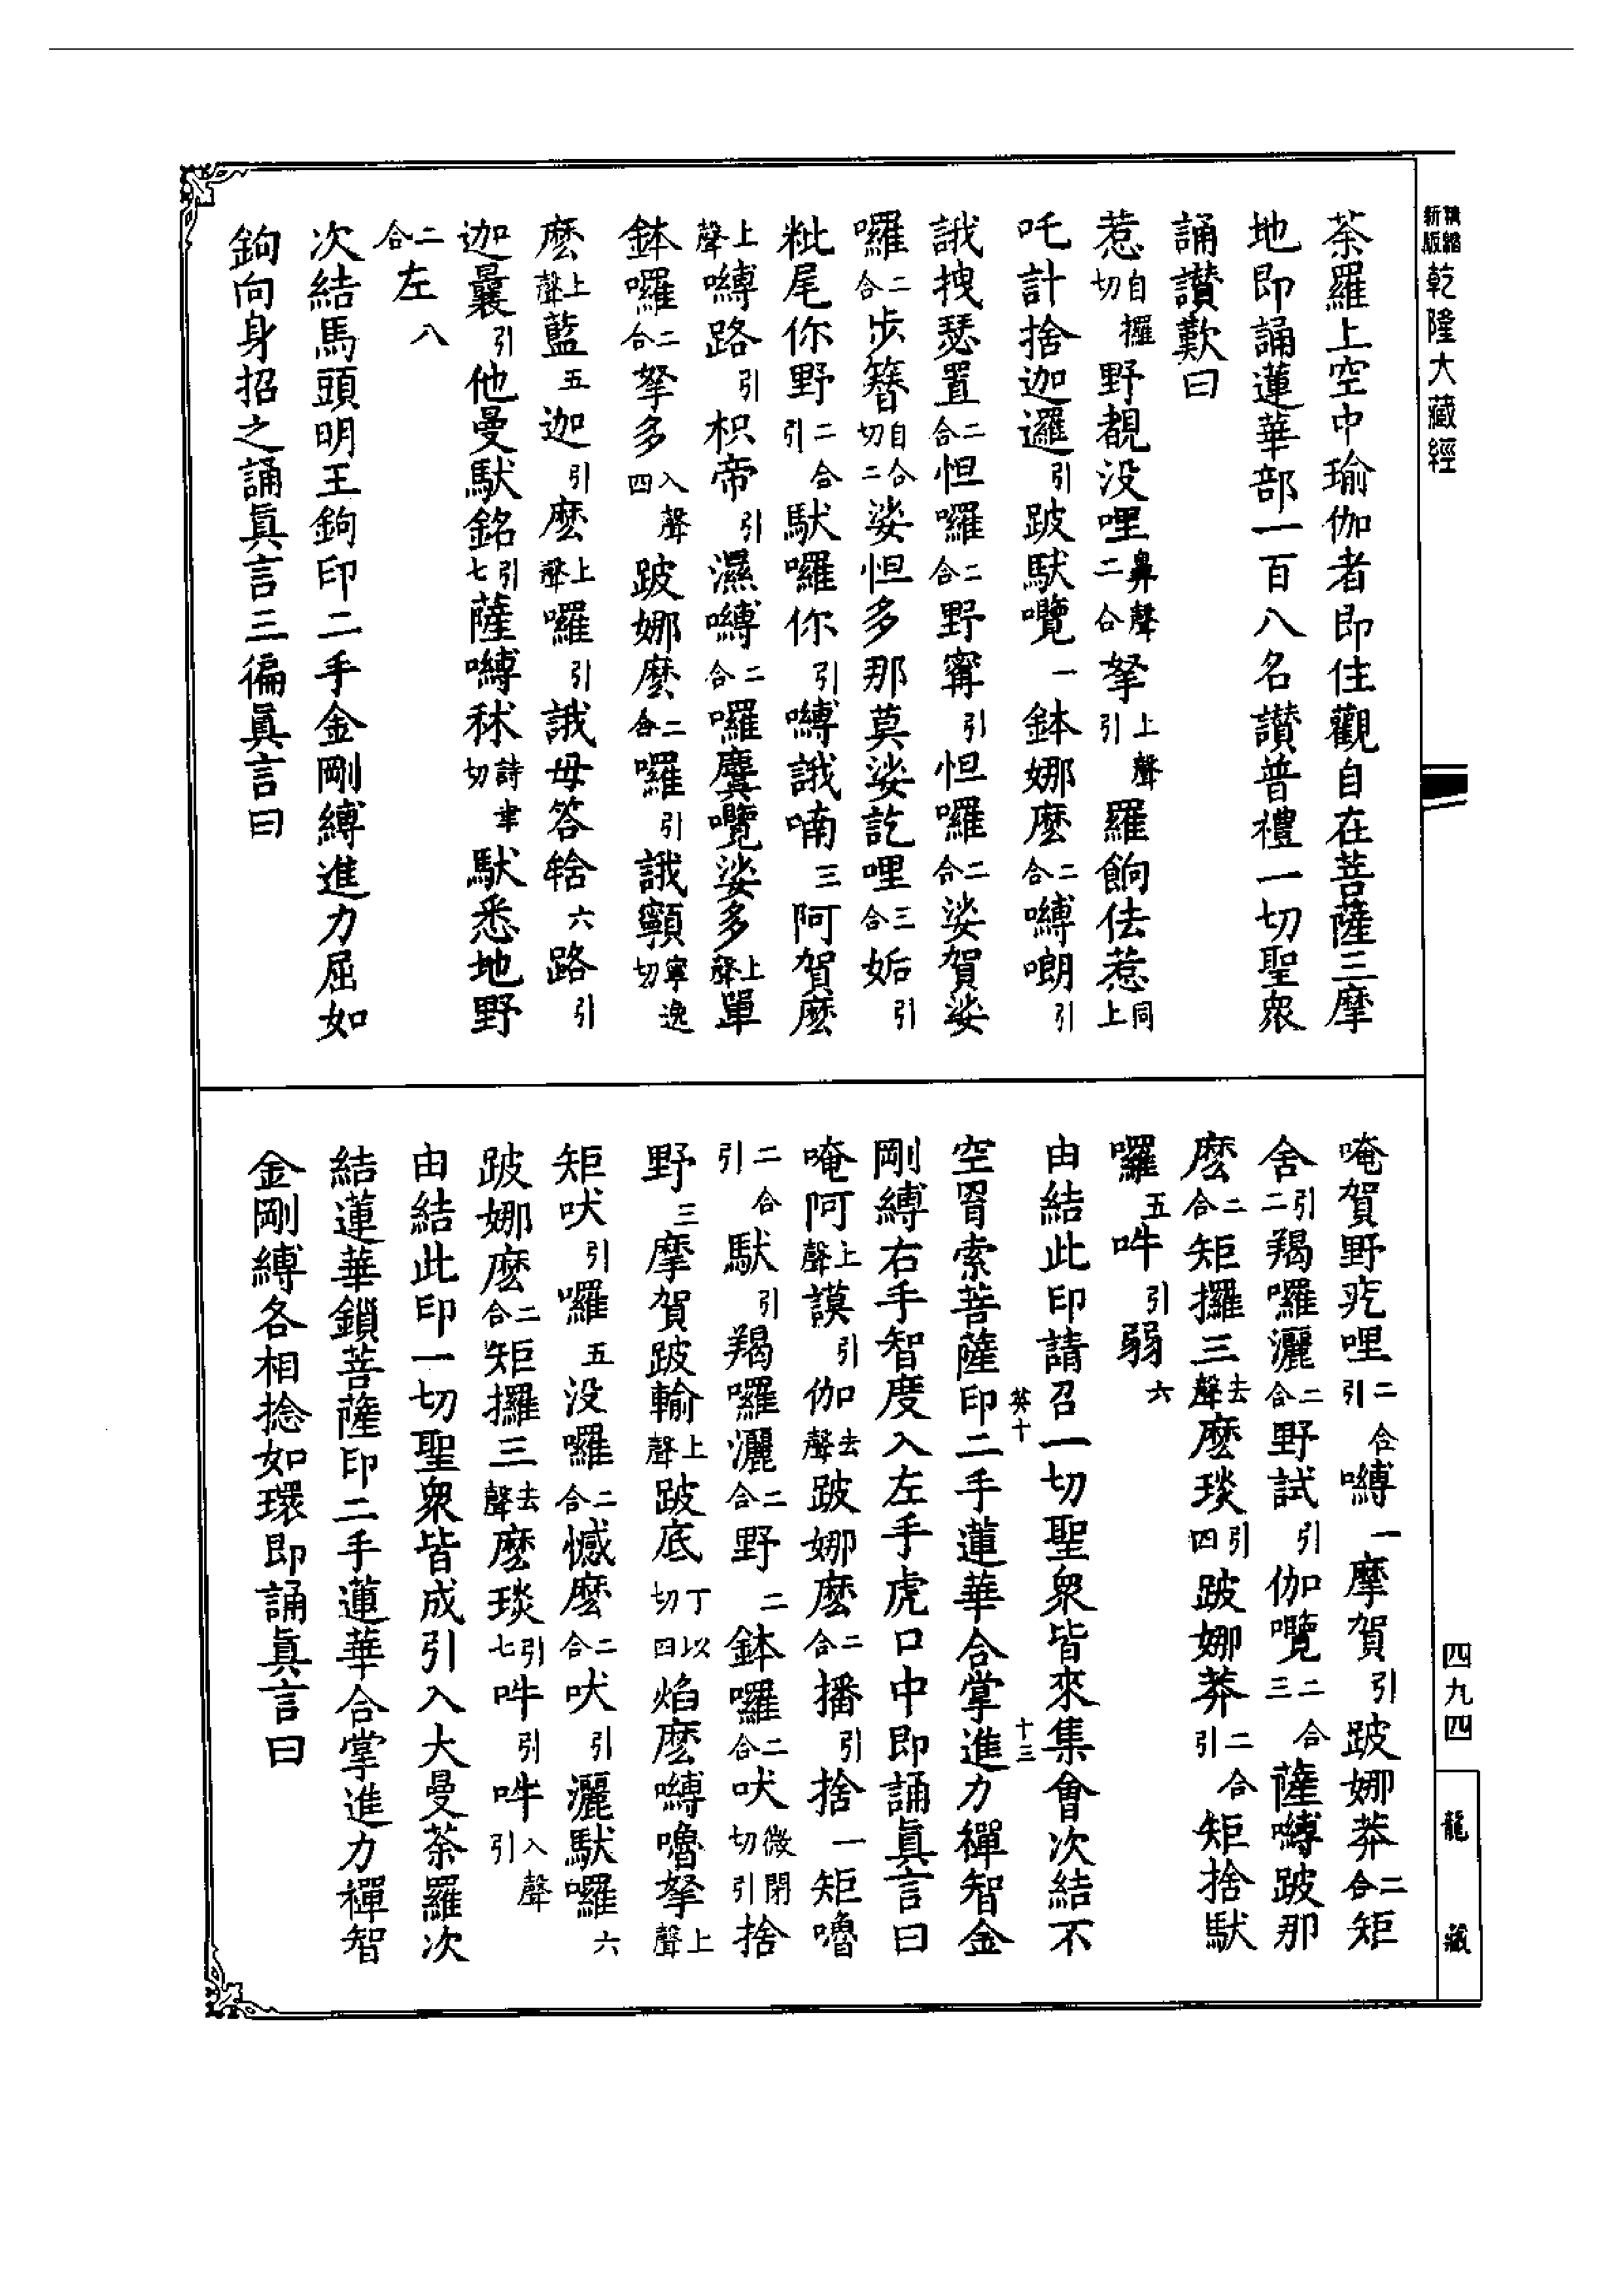 精縮新版 乾隆大藏經
荼羅上空中瑜伽者即住觀自在菩薩三摩
地即誦蓮華部一百八名讃普禮一切聖衆
誦讃歎曰
惹自攞切野覩没哩鼻聲二合拏上聲引羅餉佉惹同上
吒計捨迦邏引跛馱囕一鉢娜麽二合嚩嘲引
誐拽瑟置二合怛囉二合野寗引怛囉二合娑賀娑
囉二合步簪自合切二娑怛多那莫娑訖哩三合姤引
粃尾你野二合引馱囉你引嚩誐喃三阿賀麽
上聲嚩路引枳帝引濕嚩二合囉虁囕娑多上聲單
鉢囉二合拏多入聲四跛娜麽二合囉引誐𩕳寧逸切
麽上聲藍五迦引麽上聲囉引誐母答牿六路引
迦曩引他曼馱銘引七薩嚩秫詩聿切馱悉地野
二合左八
次結馬頭明王鉤印二手金剛縛進力屈如
鉤向身招之誦眞言三徧眞言曰
唵賀野訖哩二合引嚩一摩賀引跛娜莽二合矩
舍引二羯囉灑二合野試引伽囕二合三薩嚩跛那
麽二合矩攞三去聲麽琰引四跛娜莽二合引矩捨馱
囉五吽引弱六
由結此印請召一切聖衆皆來集會次結不
空罥索菩薩印二手蓮華合掌進力禪智金
英十 十三
剛縛右手智度入左手虎口中即誦眞言曰
唵阿上聲謨引伽去聲跛娜麽二合播引捨一矩嚕
二合引馱引羯囉灑二合野二鉢囉二合吠微閉切引捨
野三摩賀跛輸上聲跛底丁以切四焰麽嚩嚕拏上聲
矩吠引囉五没囉二合憾麽二合吠引灑馱囉六
跛娜麽二合矩攞三去聲麽琰引七吽引吽入聲引
由結此印一切聖衆皆成引入大曼荼羅次
結蓮華鎖菩薩印二手蓮華合掌進力禪智
金剛縛各相捻如環即誦眞言曰
四九四
龍藏